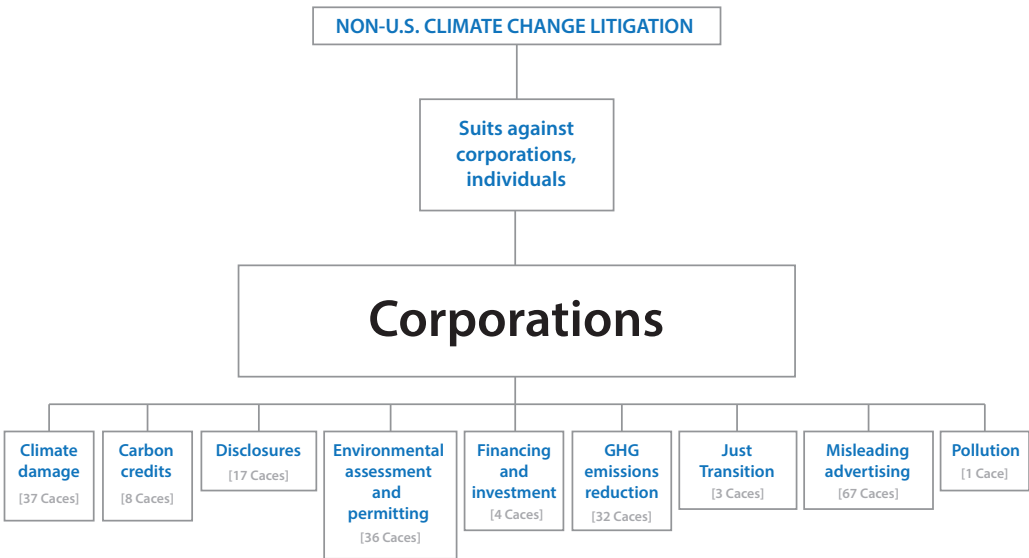 NON-U.S. CLIMATE CHANGE LITIGATION
Suits against
corporations,
individuals
Corporations
Climate
damage
[37 Caces]
Carbon
credits
[8 Caces]
Disclosures
[17 Caces]
Environmental
assessment
and
permitting
[36 Caces]
Financing
and
investment
[4 Caces]
GHG
emissions
reduction
[32 Caces]
Just
Transition
[3 Caces]
Misleading
advertising
[67 Caces]
Pollution
[1 Cace]